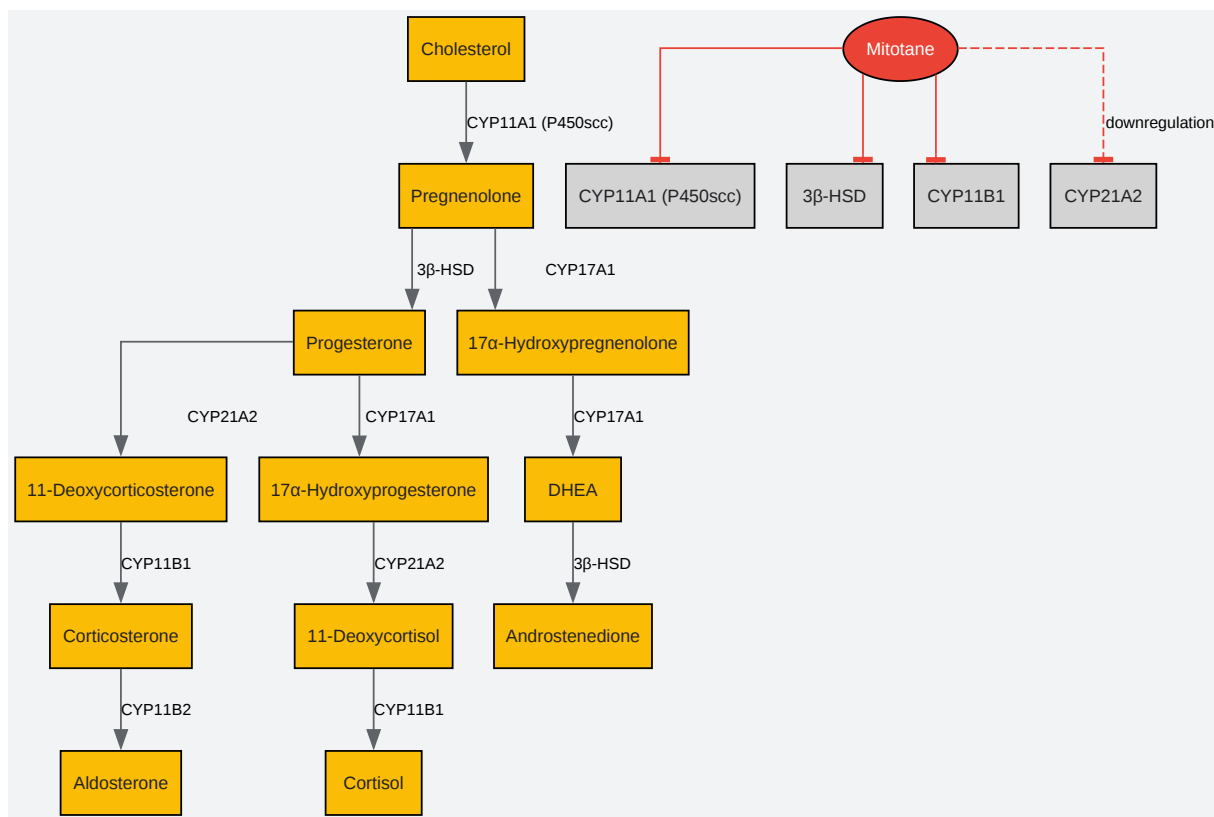 Cholesterol
Mitotane
CYP11A1 (P450scc)
downregulation
Pregnenolone
CYP11A1 (P450scc)
3β-HSD
CYP11B1
CYP21A2
3β-HSD
CYP17A1
Progesterone
17α-Hydroxypregnenolone
CYP21A2
CYP17A1
CYP17A1
11-Deoxycorticosterone
17α-Hydroxyprogesterone
DHEA
CYP11B1
CYP21A2
3β-HSD
Corticosterone
11-Deoxycortisol
Androstenedione
CYP11B2
CYP11B1
Aldosterone
Cortisol